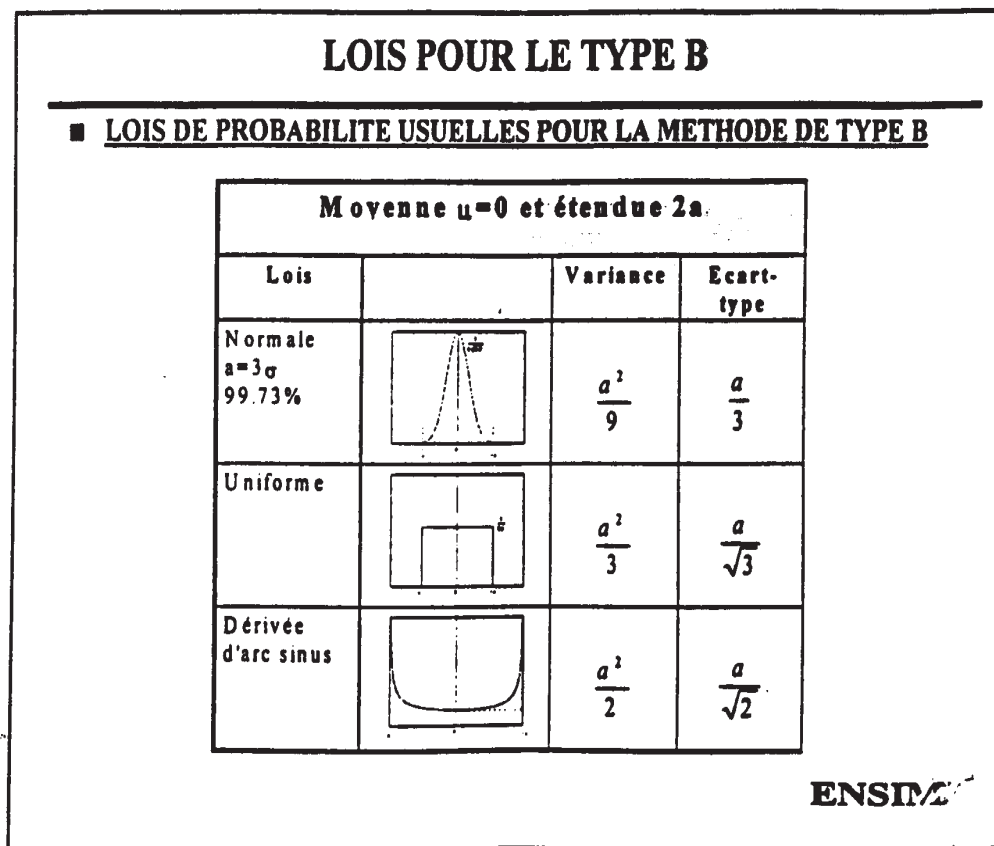 LOIS POUR LE TYPE B
■ LOIS DE PROBABILITE USUELLES POUR LA METHODE DE TYPE B
Moyenne u=0 et étendue 2a
Lois Variance Ecart-
type
Normale
a=3σ
99.73%
a²/9 a/3
Uniforme
a²/3 a/√3
Dérivée
d'arc sinus
a²/2 a/√2